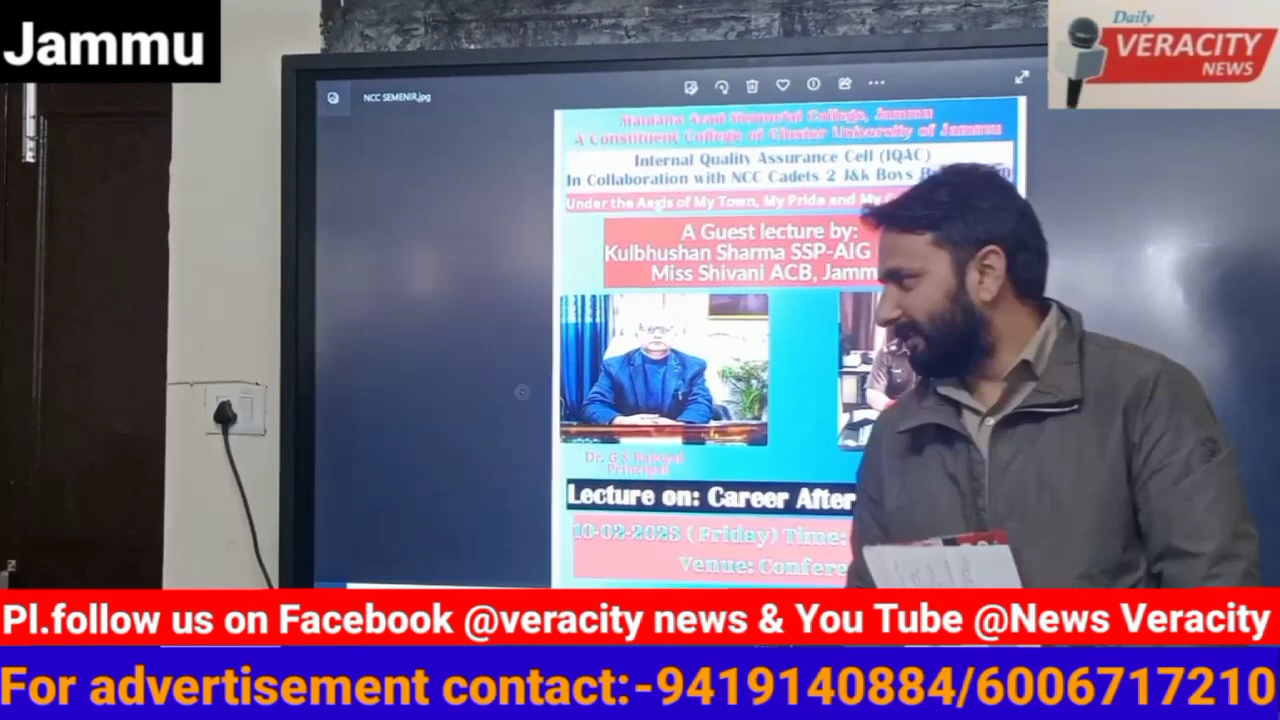 Jammu
Daily
VERACITY
NEWS
NCC SEMENIR.jpg
Maulana Azad Memorial College, Jammu
A Constituent College of Cluster University of Jammu
Internal Quality Assurance Cell (IQAC)
In Collaboration with NCC Cadets 2 J&k Boys
Under the Aegis of My Town, My Pride and My
A Guest lecture by:
Kulbhushan Sharma SSP-AIG
Miss Shivani ACB, Jamm
Dr. G S Rakwal
Principal
Lecture on: Career After
10-02-2023 ( Friday) Time:
Venue: Confere
Pl.follow us on Facebook @veracity news & You Tube @News Veracity
For advertisement contact:-9419140884/6006717210